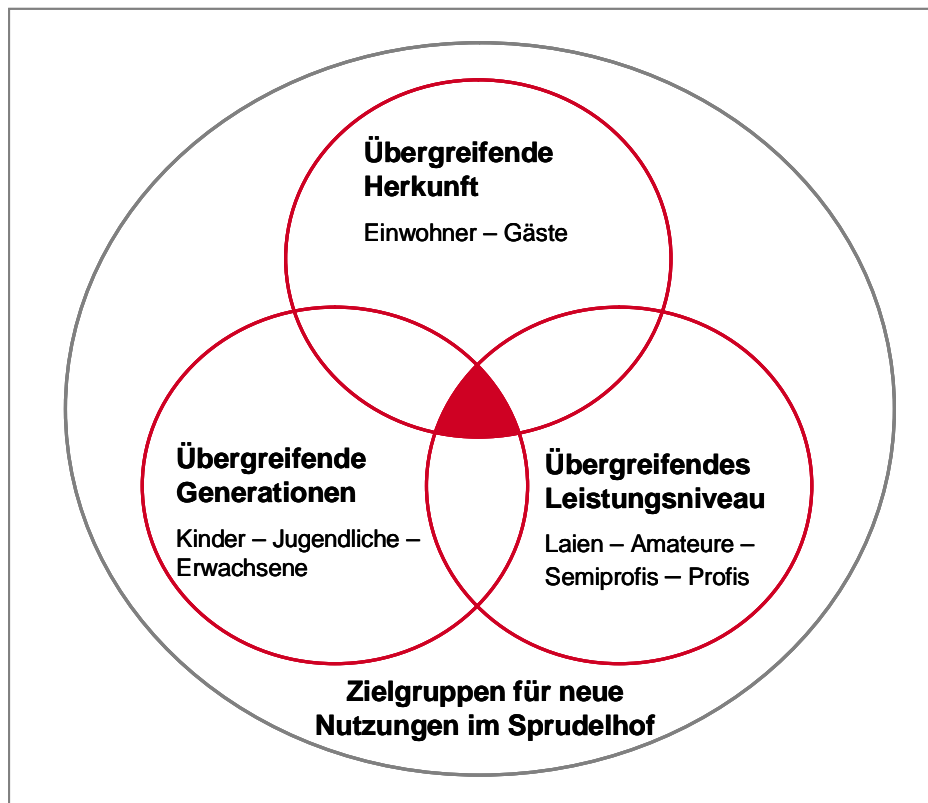 Übergreifende
Herkunft
Einwohner – Gäste
Übergreifende
Generationen
Kinder – Jugendliche –
Erwachsene
Übergreifendes
Leistungsniveau
Laien – Amateure –
Semiprofis – Profis
Zielgruppen für neue
Nutzungen im Sprudelhof